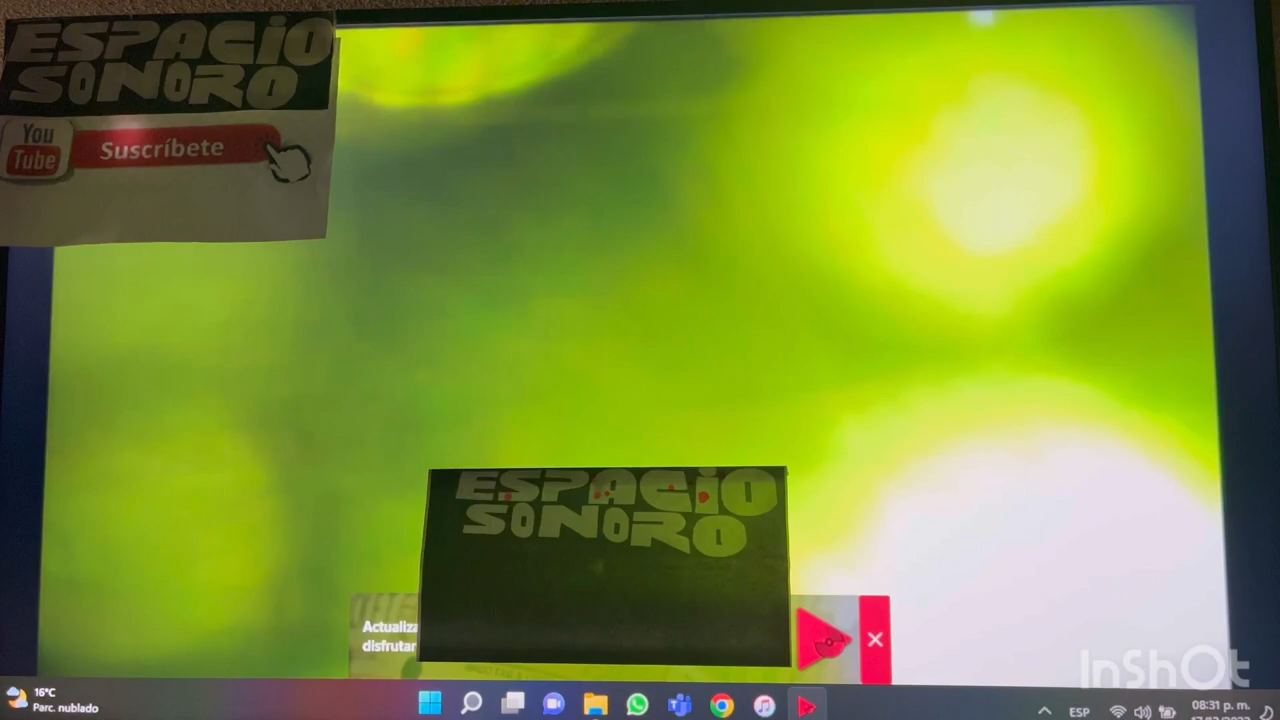 ESPACIO
SONORO
You
Tube
Suscríbete
ESPACIO
SONORO
Actualiza
disfrutar
InShOt
16°C
Parc. nublado
ESP
08:31 p. m.